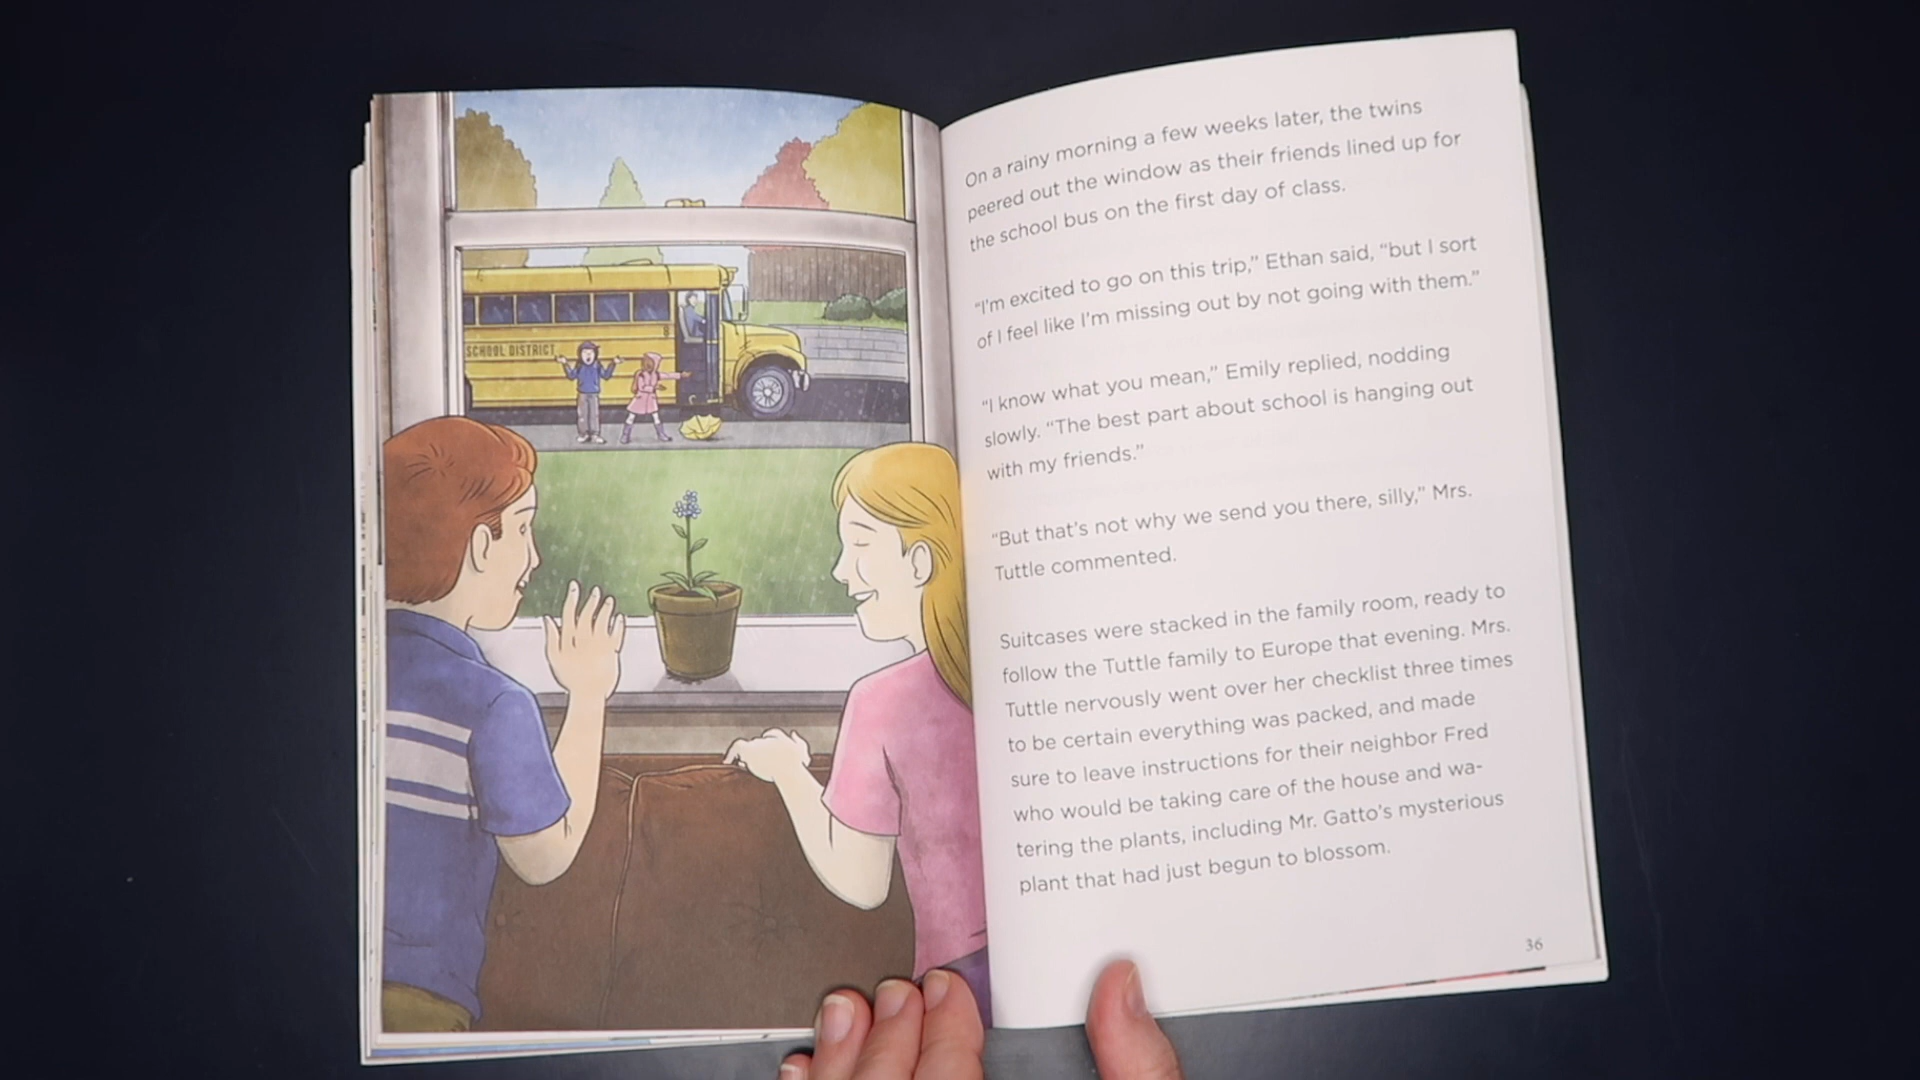 SCHOOL DISTRICT
8
On a rainy morning a few weeks later, the twins
peered out the window as their friends lined up for
the school bus on the first day of class.
“I’m excited to go on this trip,” Ethan said, “but I sort
of I feel like I’m missing out by not going with them.”
“I know what you mean,” Emily replied, nodding
slowly. “The best part about school is hanging out
with my friends.”
“But that’s not why we send you there, silly,” Mrs.
Tuttle commented.
Suitcases were stacked in the family room, ready to
follow the Tuttle family to Europe that evening. Mrs.
Tuttle nervously went over her checklist three times
to be certain everything was packed, and made
sure to leave instructions for their neighbor Fred
who would be taking care of the house and wa-
tering the plants, including Mr. Gatto’s mysterious
plant that had just begun to blossom.
36